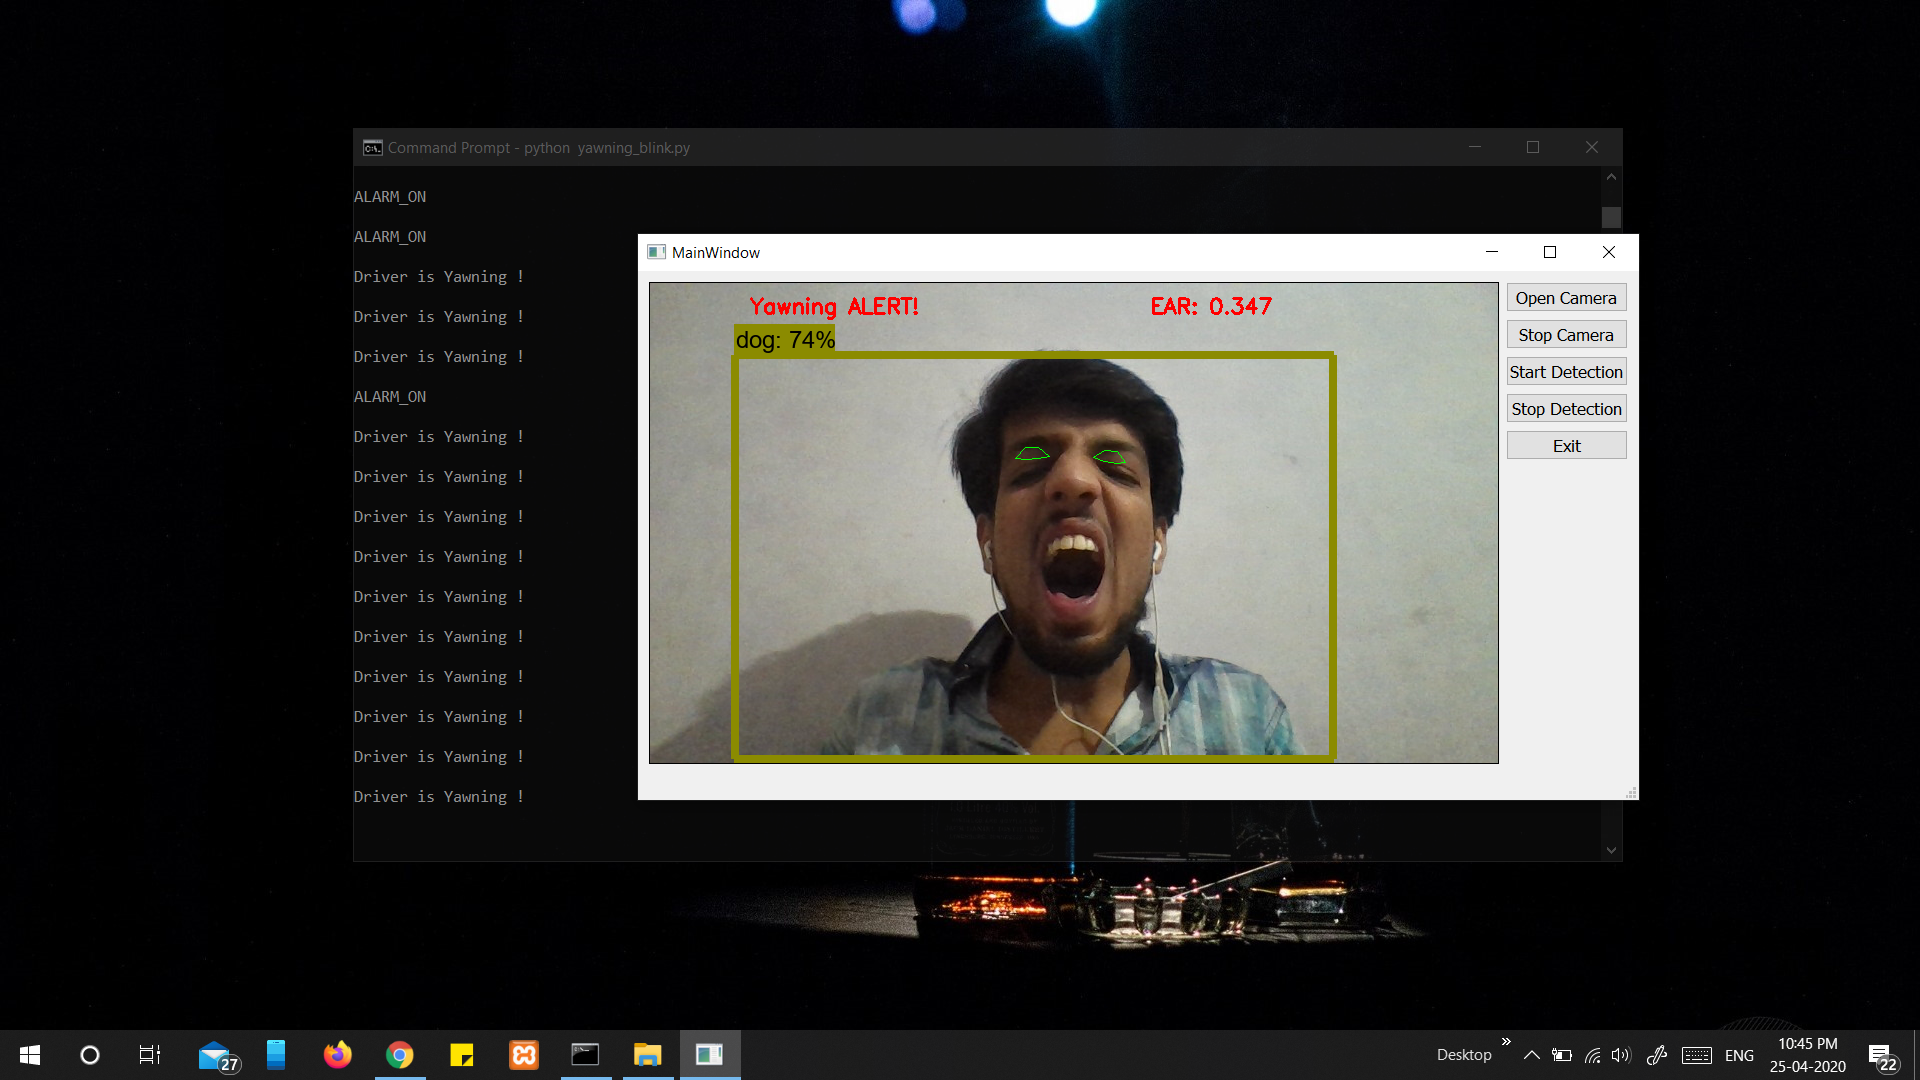 Command Prompt - python  yawning_blink.py
ALARM_ON
ALARM_ON
Driver is Yawning !
Driver is Yawning !
Driver is Yawning !
ALARM_ON
Driver is Yawning !
Driver is Yawning !
Driver is Yawning !
Driver is Yawning !
Driver is Yawning !
Driver is Yawning !
Driver is Yawning !
Driver is Yawning !
Driver is Yawning !
Driver is Yawning !
MainWindow
Yawning ALERT!
EAR: 0.347
dog: 74%
Open Camera
Stop Camera
Start Detection
Stop Detection
Exit
27
Desktop
ENG
10:45 PM
25-04-2020
22